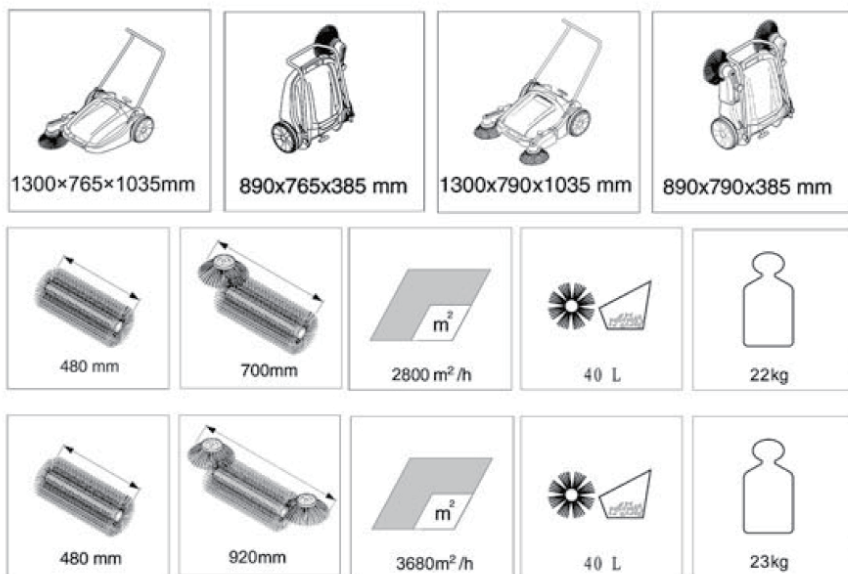 1300×765×1035mm
890x765x385 mm
1300x790x1035 mm
890x790x385 mm
m²
480 mm
700mm
2800 m²/h
40 L
22kg
m²
480 mm
920mm
3680m²/h
40 L
23kg